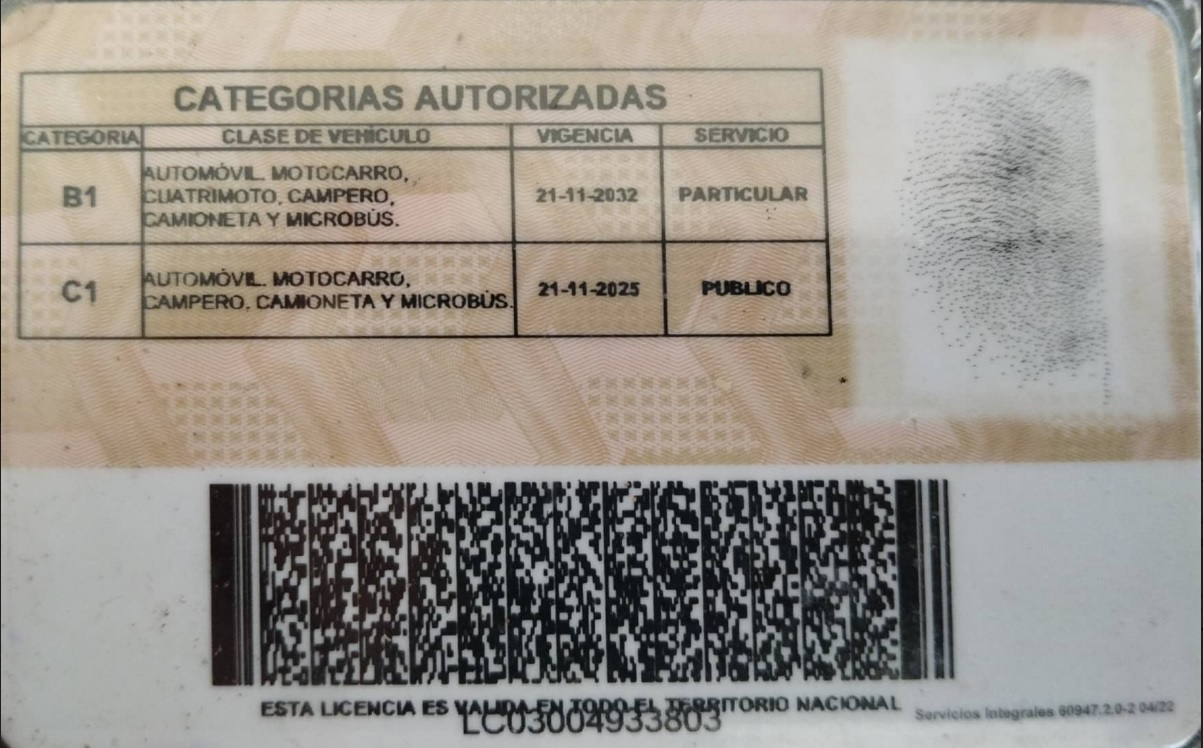 CATEGORIAS AUTORIZADAS
CATEGORIA CLASE DE VEHÍCULO VIGENCIA SERVICIO
B1 AUTOMÓVIL. MOTOCARRO, CUATRIMOTO, CAMPERO, CAMIONETA Y MICROBÚS. 21-11-2032 PARTICULAR
C1 AUTOMÓVIL. MOTOCARRO, CAMPERO. CAMIONETA Y MICROBÚS. 21-11-2025 PUBLICO
ESTA LICENCIA ES VALIDA EN TODO EL TERRITORIO NACIONAL
LC03004933803
Servicios Integrales 60947.2.0-2 04/22